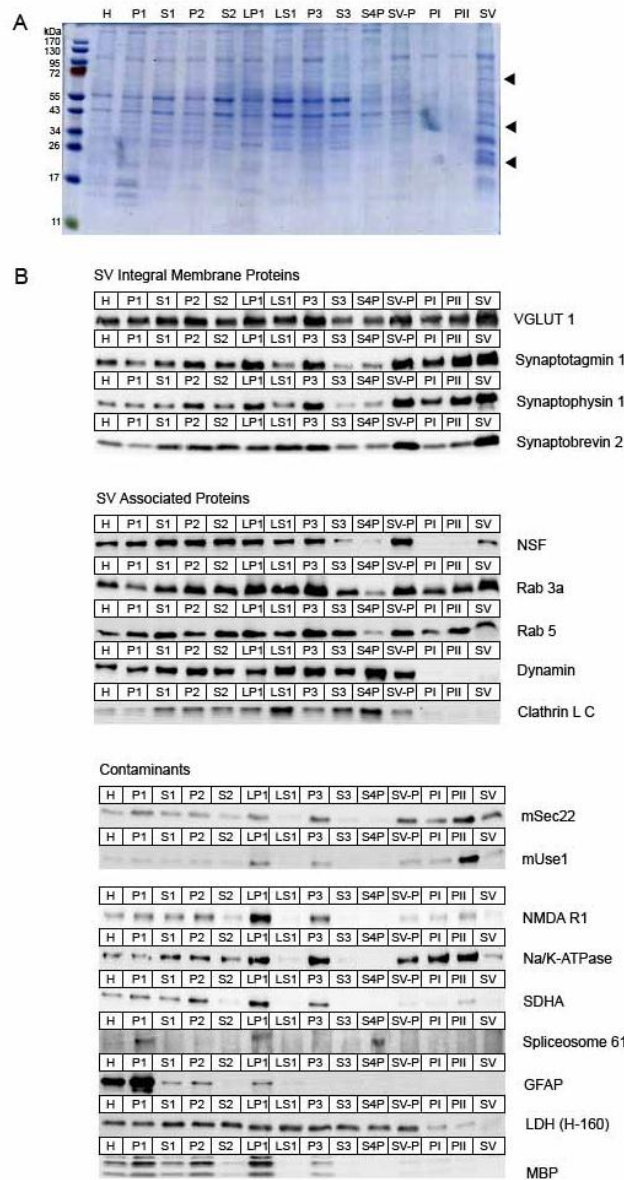 H P1 S1 P2 S2 LP1 LS1 P3 S3 S4P SV-P PI PII SV
A
kDa
170
130
95
72
55
43
34
26
17
11
B
SV Integral Membrane Proteins
H P1 S1 P2 S2 LP1 LS1 P3 S3 S4P SV-P PI PII SV
VGLUT 1
H P1 S1 P2 S2 LP1 LS1 P3 S3 S4P SV-P PI PII SV
Synaptotagmin 1
H P1 S1 P2 S2 LP1 LS1 P3 S3 S4P SV-P PI PII SV
Synaptophysin 1
H P1 S1 P2 S2 LP1 LS1 P3 S3 S4P SV-P PI PII SV
Synaptobrevin 2
SV Associated Proteins
H P1 S1 P2 S2 LP1 LS1 P3 S3 S4P SV-P PI PII SV
NSF
H P1 S1 P2 S2 LP1 LS1 P3 S3 S4P SV-P PI PII SV
Rab 3a
H P1 S1 P2 S2 LP1 LS1 P3 S3 S4P SV-P PI PII SV
Rab 5
H P1 S1 P2 S2 LP1 LS1 P3 S3 S4P SV-P PI PII SV
Dynamin
H P1 S1 P2 S2 LP1 LS1 P3 S3 S4P SV-P PI PII SV
Clathrin L C
Contaminants
H P1 S1 P2 S2 LP1 LS1 P3 S3 S4P SV-P PI PII SV
mSec22
H P1 S1 P2 S2 LP1 LS1 P3 S3 S4P SV-P PI PII SV
mUse1
H P1 S1 P2 S2 LP1 LS1 P3 S3 S4P SV-P PI PII SV
NMDA R1
H P1 S1 P2 S2 LP1 LS1 P3 S3 S4P SV-P PI PII SV
Na/K-ATPase
H P1 S1 P2 S2 LP1 LS1 P3 S3 S4P SV-P PI PII SV
SDHA
H P1 S1 P2 S2 LP1 LS1 P3 S3 S4P SV-P PI PII SV
Spliceosome 61
H P1 S1 P2 S2 LP1 LS1 P3 S3 S4P SV-P PI PII SV
GFAP
H P1 S1 P2 S2 LP1 LS1 P3 S3 S4P SV-P PI PII SV
LDH (H-160)
H P1 S1 P2 S2 LP1 LS1 P3 S3 S4P SV-P PI PII SV
MBP